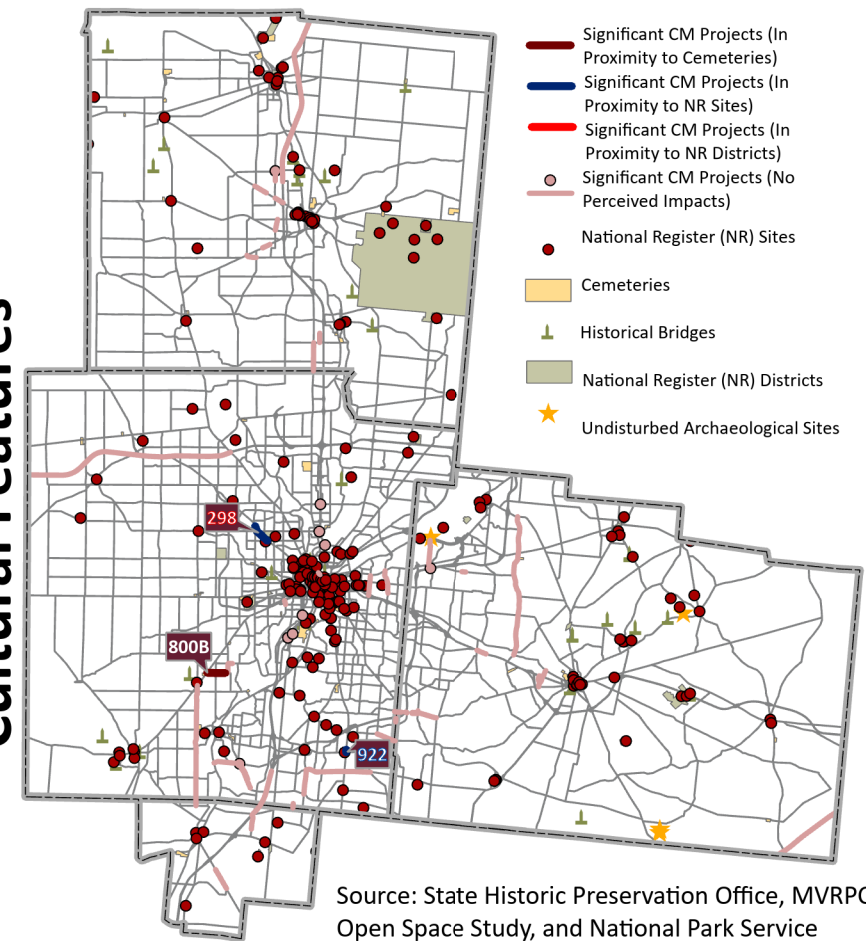 Significant CM Projects (In
Proximity to Cemeteries)
Significant CM Projects (In
Proximity to NR Sites)
Significant CM Projects (In
Proximity to NR Districts)
Significant CM Projects (No
Perceived Impacts)
National Register (NR) Sites
Cemeteries
Historical Bridges
National Register (NR) Districts
Undisturbed Archaeological Sites
298
800B
922
Source: State Historic Preservation Office, MVRPC
Open Space Study, and National Park Service
Features